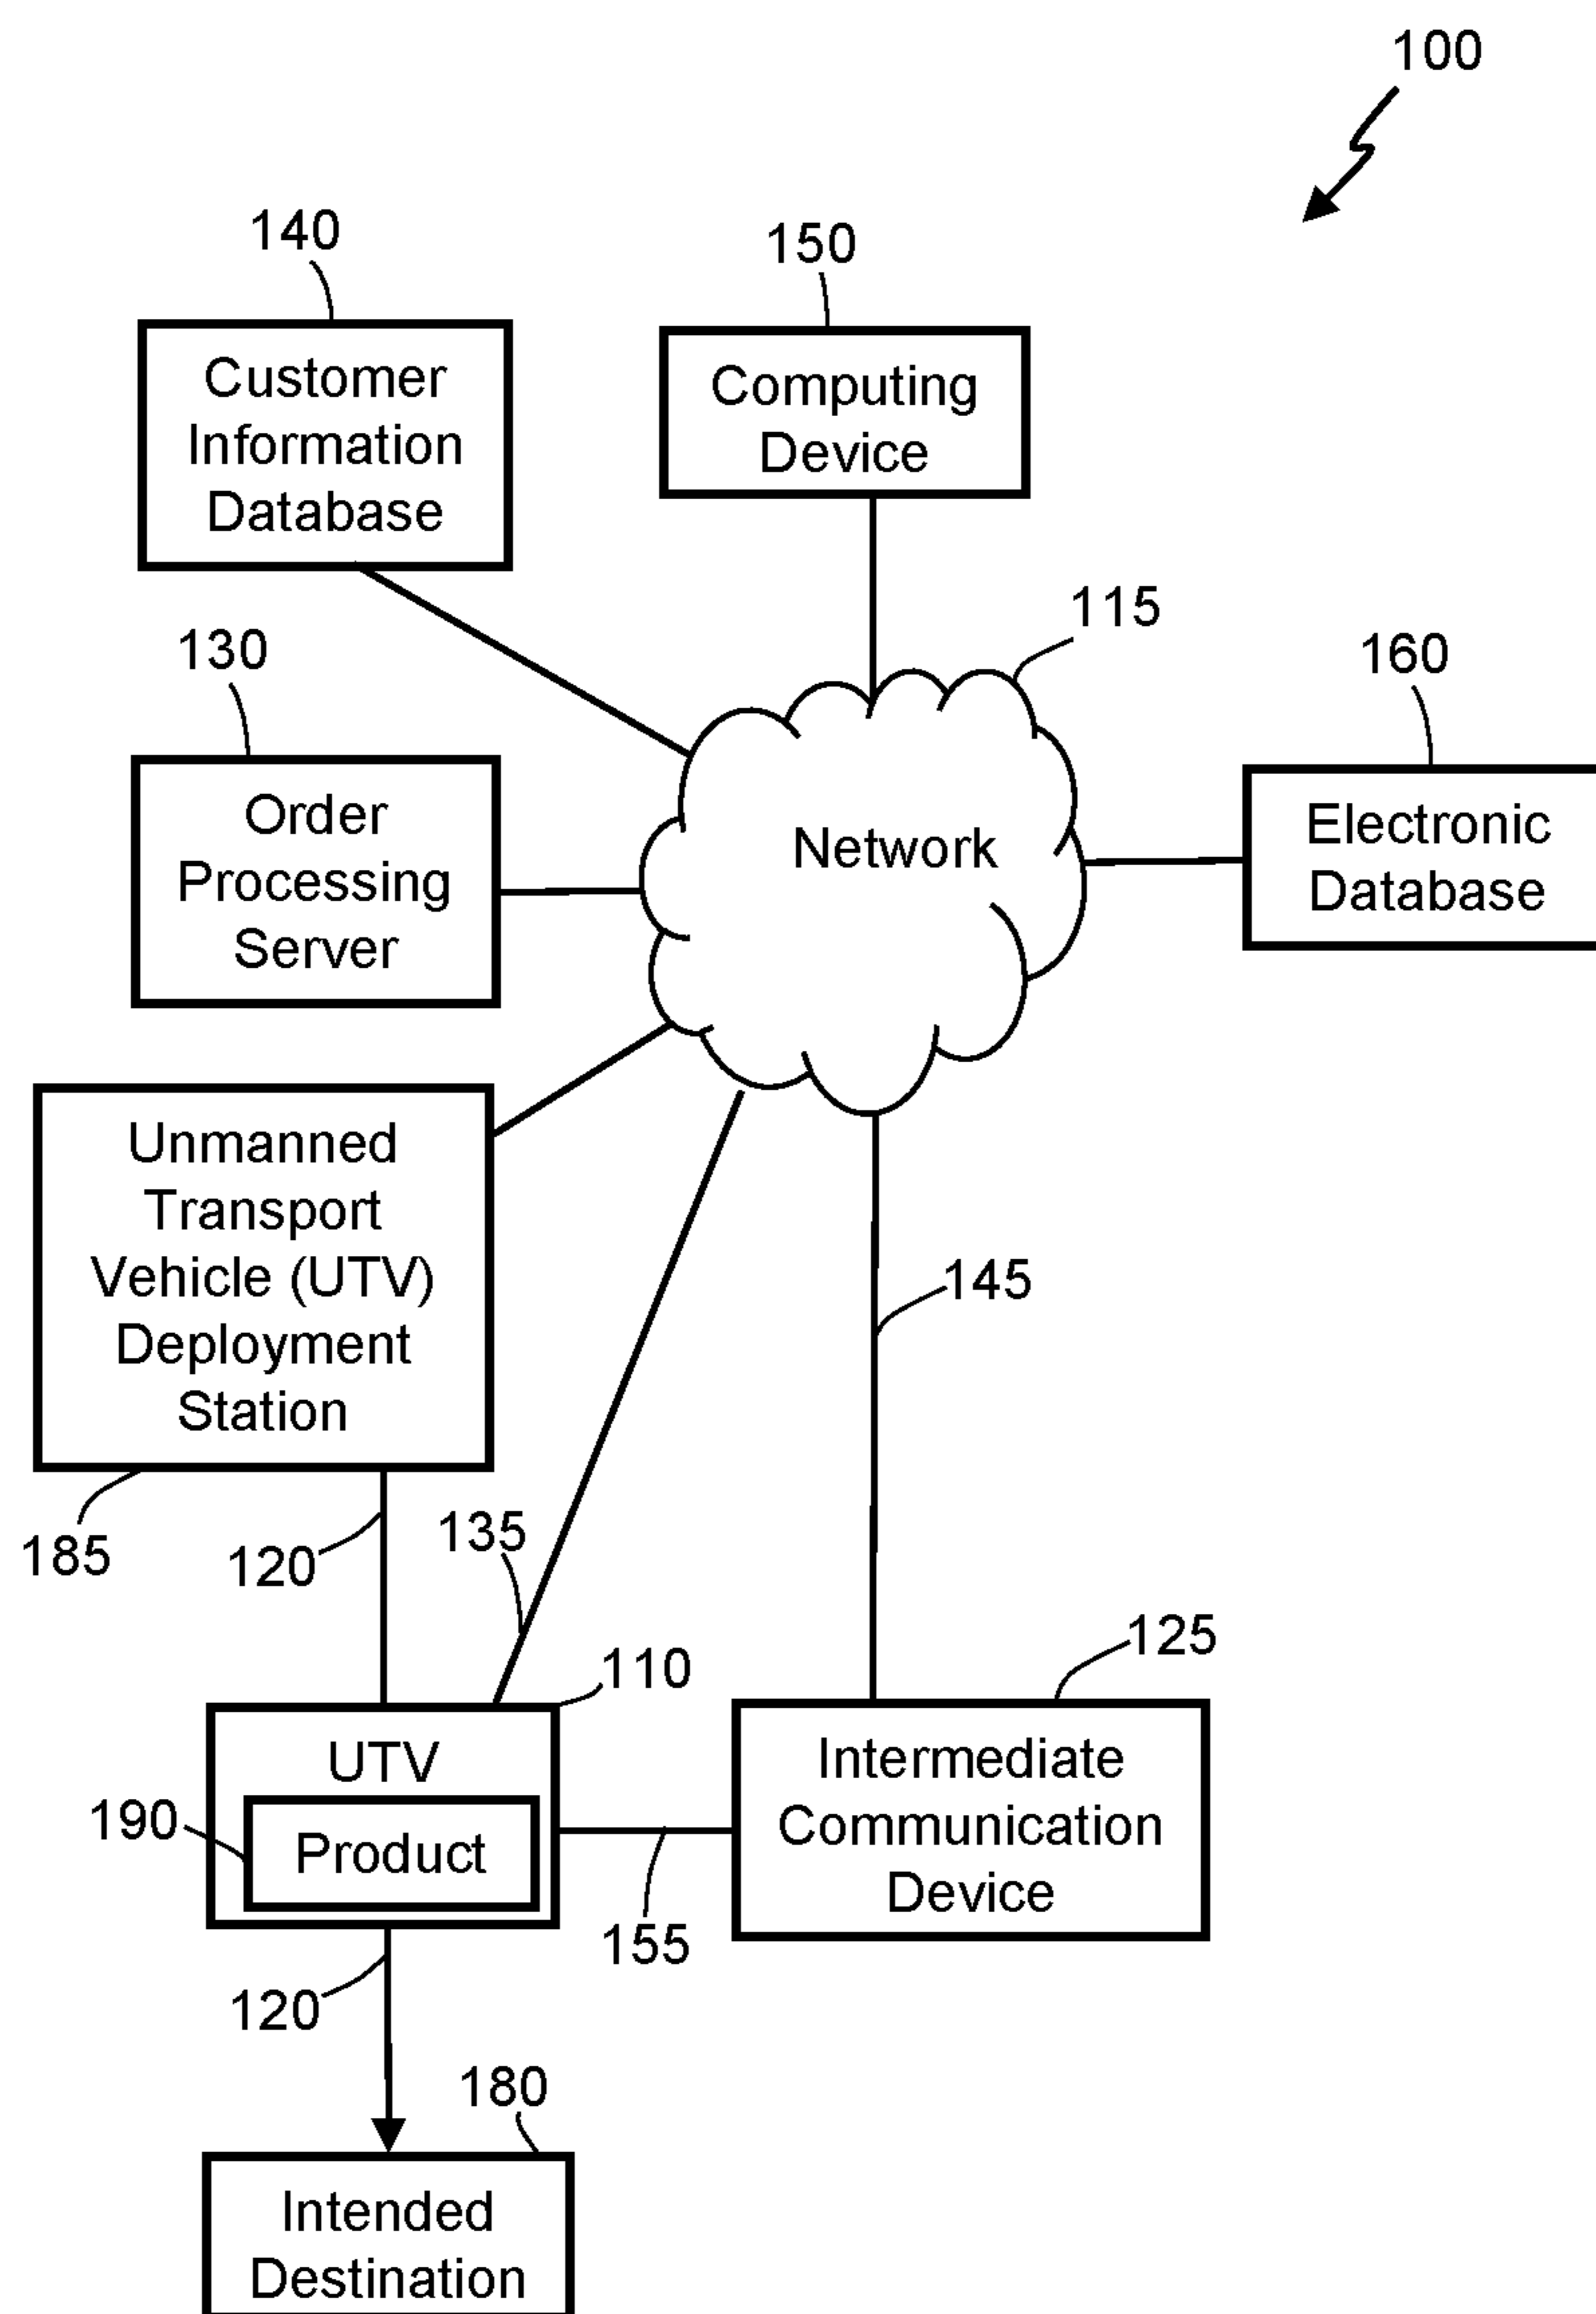 100
140
150
Customer
Information
Database
Computing
Device
115
130
160
Order
Processing
Server
Network
Electronic
Database
Unmanned
Transport
Vehicle (UTV)
Deployment
Station
145
185
120
135
110
125
UTV
190
Product
Intermediate
Communication
Device
155
120
180
Intended
Destination